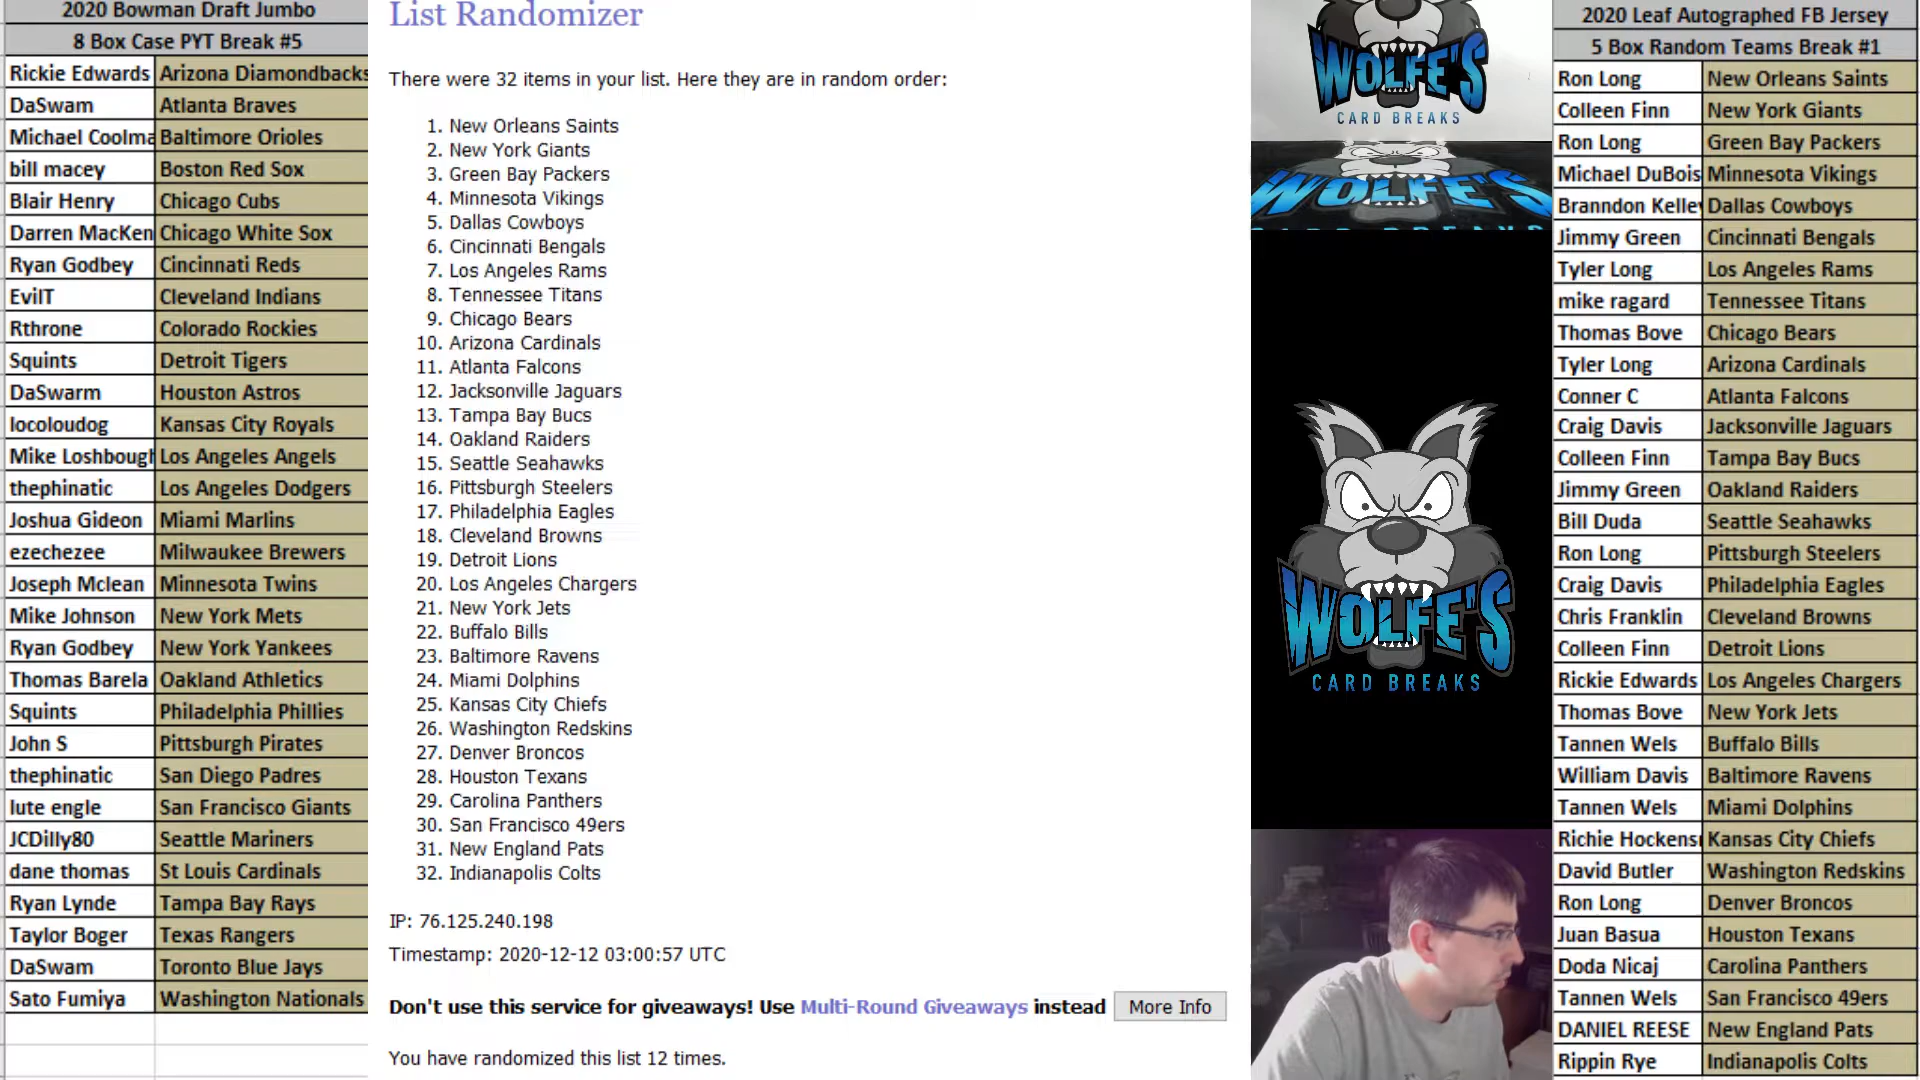 2020 Bowman Draft Jumbo
8 Box Case PYT Break #5
Rickie Edwards Arizona Diamondbacks
DaSwam Atlanta Braves
Michael Coolma Baltimore Orioles
bill macey Boston Red Sox
Blair Henry Chicago Cubs
Darren MacKen Chicago White Sox
Ryan Godbey Cincinnati Reds
EvilT Cleveland Indians
Rthrone Colorado Rockies
Squints Detroit Tigers
DaSwarm Houston Astros
locoloudog Kansas City Royals
Mike Loshbough Los Angeles Angels
thephinatic Los Angeles Dodgers
Joshua Gideon Miami Marlins
ezechezee Milwaukee Brewers
Joseph Mclean Minnesota Twins
Mike Johnson New York Mets
Ryan Godbey New York Yankees
Thomas Barela Oakland Athletics
Squints Philadelphia Phillies
John S Pittsburgh Pirates
thephinatic San Diego Padres
lute engle San Francisco Giants
JCDilly80 Seattle Mariners
dane thomas St Louis Cardinals
Ryan Lynde Tampa Bay Rays
Taylor Boger Texas Rangers
DaSwam Toronto Blue Jays
Sato Fumiya Washington Nationals
List Randomizer
There were 32 items in your list. Here they are in random order:
1. New Orleans Saints
2. New York Giants
3. Green Bay Packers
4. Minnesota Vikings
5. Dallas Cowboys
6. Cincinnati Bengals
7. Los Angeles Rams
8. Tennessee Titans
9. Chicago Bears
10. Arizona Cardinals
11. Atlanta Falcons
12. Jacksonville Jaguars
13. Tampa Bay Bucs
14. Oakland Raiders
15. Seattle Seahawks
16. Pittsburgh Steelers
17. Philadelphia Eagles
18. Cleveland Browns
19. Detroit Lions
20. Los Angeles Chargers
21. New York Jets
22. Buffalo Bills
23. Baltimore Ravens
24. Miami Dolphins
25. Kansas City Chiefs
26. Washington Redskins
27. Denver Broncos
28. Houston Texans
29. Carolina Panthers
30. San Francisco 49ers
31. New England Pats
32. Indianapolis Colts
IP: 76.125.240.198
Timestamp: 2020-12-12 03:00:57 UTC
Don't use this service for giveaways! Use Multi-Round Giveaways instead More Info
You have randomized this list 12 times.
WOLFE'S
CARD BREAKS
WOLFE'S
WOLFE'S
CARD BREAKS
2020 Leaf Autographed FB Jersey
5 Box Random Teams Break #1
Ron Long New Orleans Saints
Colleen Finn New York Giants
Ron Long Green Bay Packers
Michael DuBois Minnesota Vikings
Branndon Kelley Dallas Cowboys
Jimmy Green Cincinnati Bengals
Tyler Long Los Angeles Rams
mike ragard Tennessee Titans
Thomas Bove Chicago Bears
Tyler Long Arizona Cardinals
Conner C Atlanta Falcons
Craig Davis Jacksonville Jaguars
Colleen Finn Tampa Bay Bucs
Jimmy Green Oakland Raiders
Bill Duda Seattle Seahawks
Ron Long Pittsburgh Steelers
Craig Davis Philadelphia Eagles
Chris Franklin Cleveland Browns
Colleen Finn Detroit Lions
Rickie Edwards Los Angeles Chargers
Thomas Bove New York Jets
Tannen Wels Buffalo Bills
William Davis Baltimore Ravens
Tannen Wels Miami Dolphins
Richie Hockens Kansas City Chiefs
David Butler Washington Redskins
Ron Long Denver Broncos
Juan Basua Houston Texans
Doda Nicaj Carolina Panthers
Tannen Wels San Francisco 49ers
DANIEL REESE New England Pats
Rippin Rye Indianapolis Colts